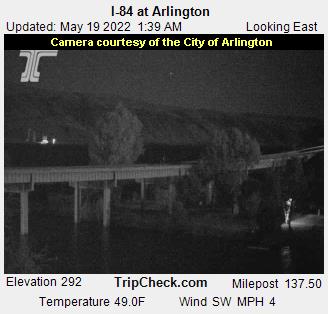 I-84 at Arlington
Updated: May 19 2022 1:39 AM Looking East
Camera courtesy of the City of Arlington
Elevation 292 TripCheck.com Milepost 137.50
Temperature 49.0F Wind SW MPH 4